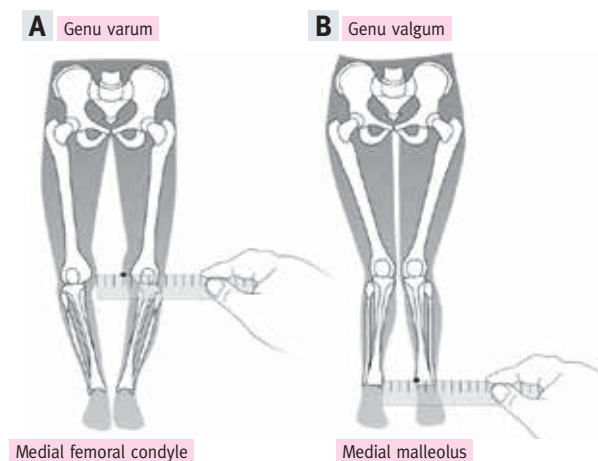 A Genu varum
B Genu valgum
Medial femoral condyle
Medial malleolus